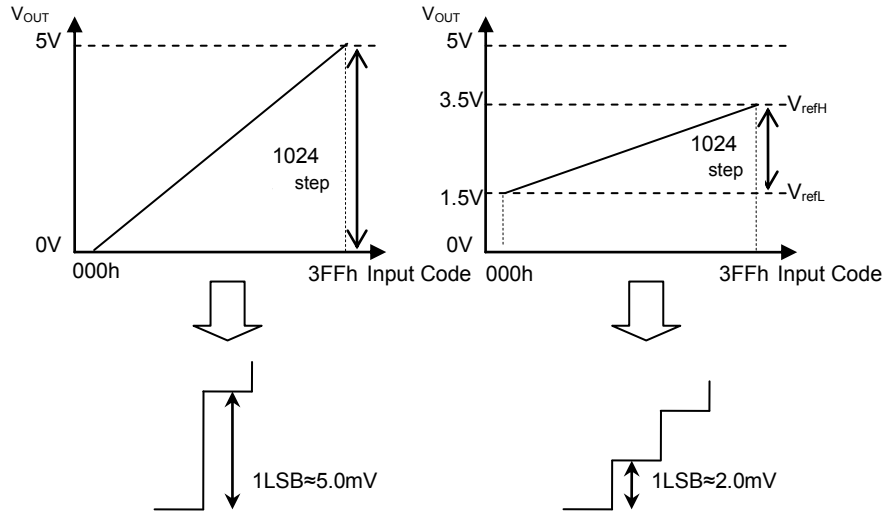 VOUT
5V
1024
step
0V
000h
3FFh Input Code
1LSB≈5.0mV
VOUT
5V
3.5V
VrefH
1024
step
1.5V
VrefL
0V
000h
3FFh Input Code
1LSB≈2.0mV